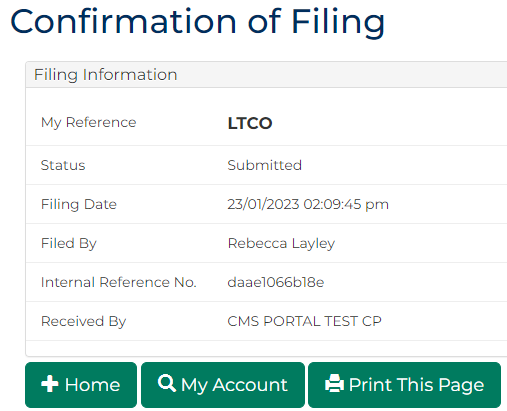 Confirmation of Filing
Filing Information
My Reference LTCO
Status Submitted
Filing Date 23/01/2023 02:09:45 pm
Filed By Rebecca Layley
Internal Reference No. daae1066b18e
Received By CMS PORTAL TEST CP
Home My Account Print This Page